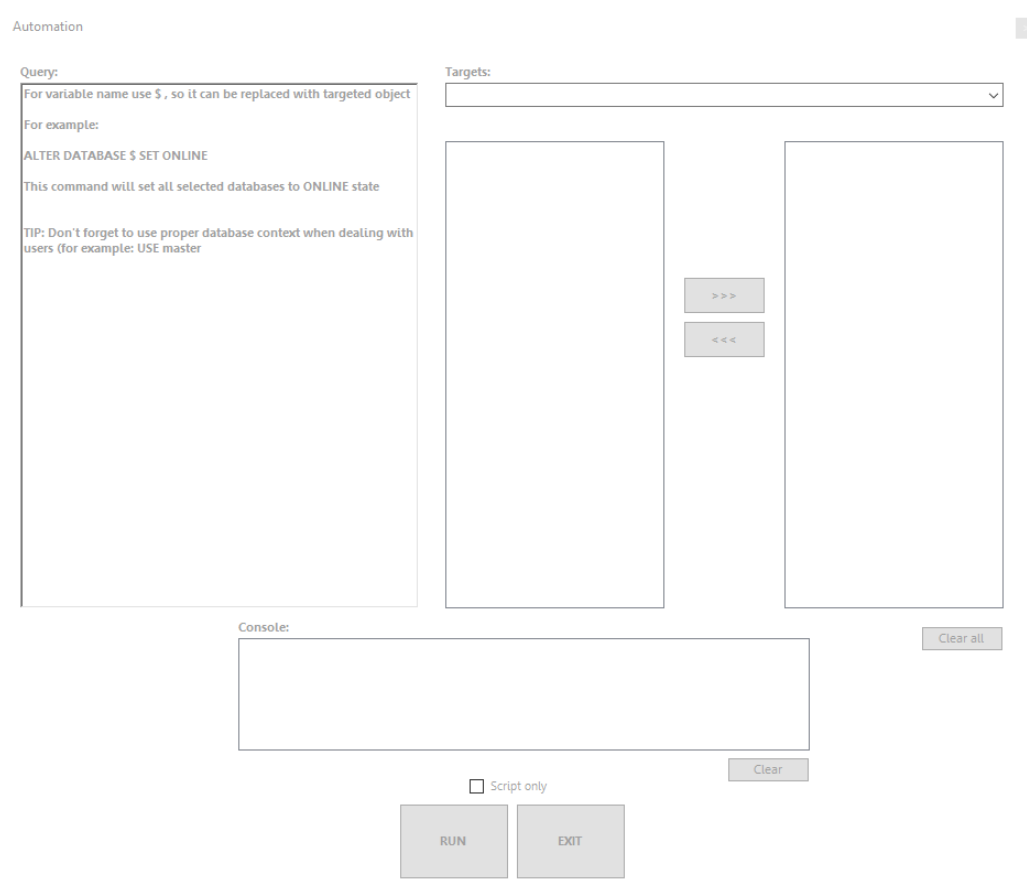 Automation
Query:
For variable name use $ , so it can be replaced with targeted object
For example:
ALTER DATABASE $ SET ONLINE
This command will set all selected databases to ONLINE state
TIP: Don't forget to use proper database context when dealing with
users (for example: USE master
Targets:
>>>
<<<
Clear all
Console:
Clear
Script only
RUN
EXIT